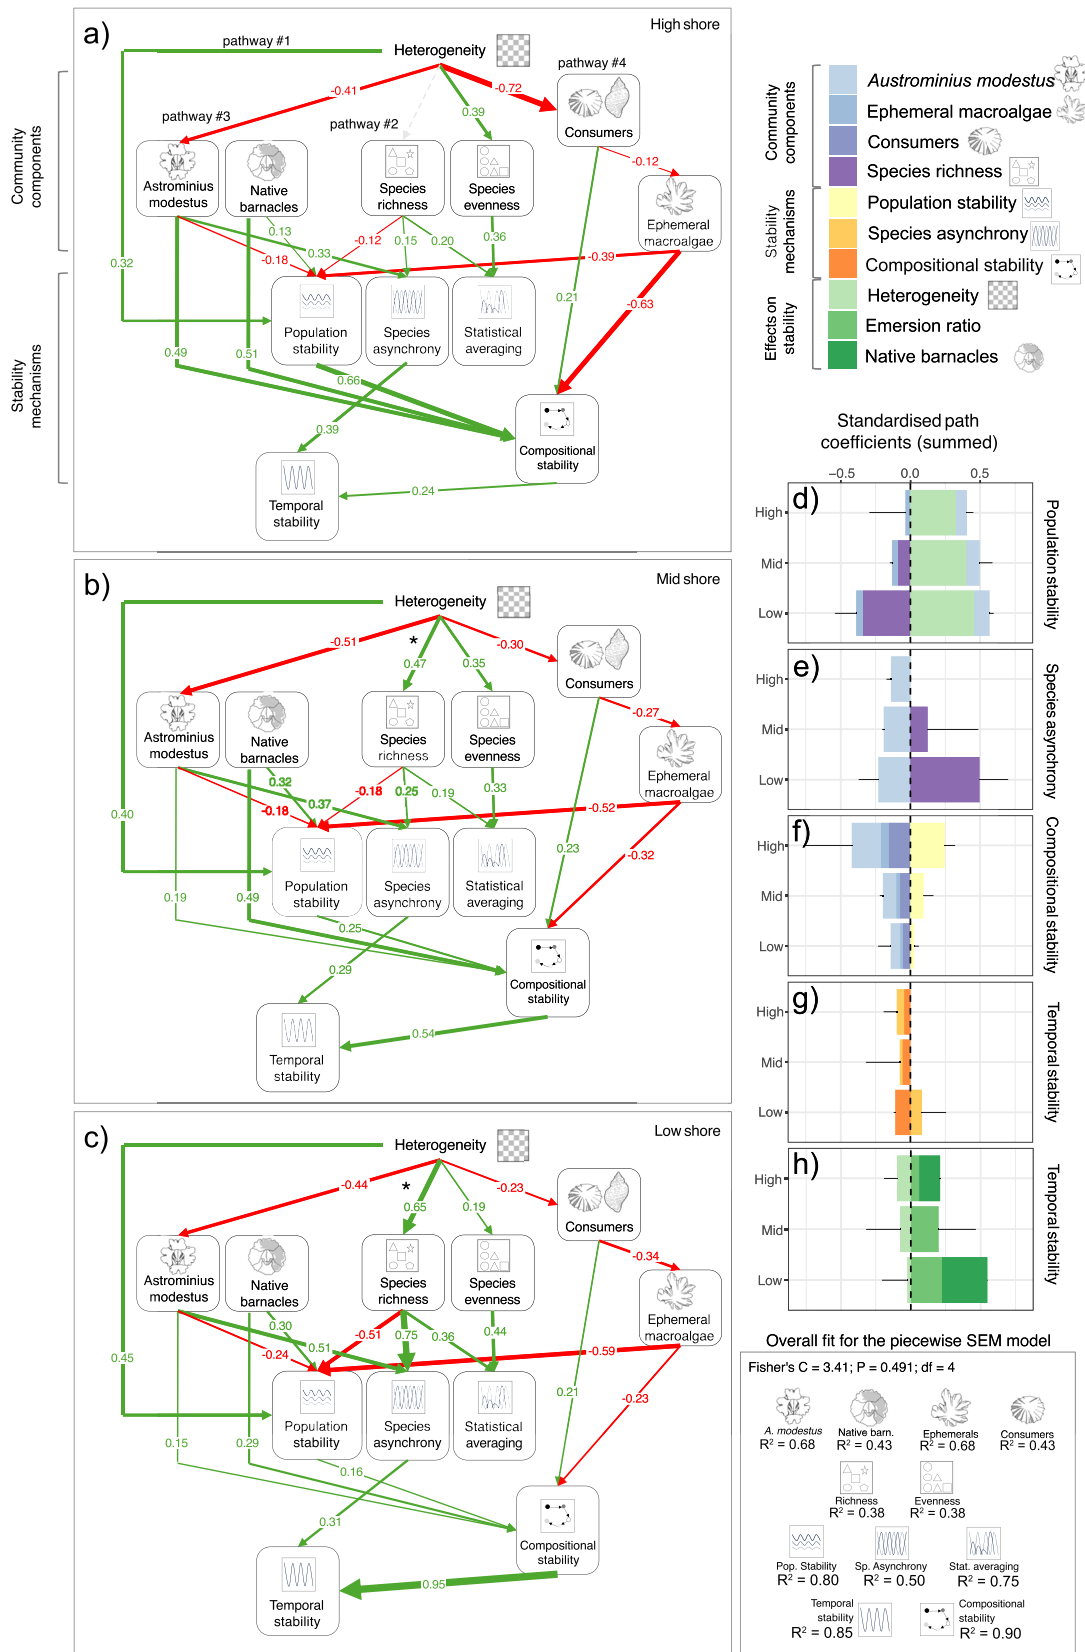 a)
High shore
pathway #1
Heterogeneity
pathway #4
-0.41
-0.72
0.39
Consumers
pathway #3
pathway #2
-0.12
Astrominius
modestus
Native
barnacles
Species
richness
Species
evenness
Ephemeral
macroalgae
0.13
-0.18
0.33
-0.12
0.15
0.20
0.36
-0.39
0.32
0.21
-0.63
Population
stability
Species
asynchrony
Statistical
averaging
0.49
0.51
0.66
0.39
Compositional
stability
0.24
Temporal
stability
Community
components
Stability
mechanisms
b)
Mid shore
Heterogeneity
-0.51
*
0.47
0.35
-0.30
Consumers
-0.27
Astrominius
modestus
Native
barnacles
Species
richness
Species
evenness
Ephemeral
macroalgae
0.32
-0.18
0.37
-0.18
0.25
0.19
0.33
-0.52
0.40
0.23
-0.32
Population
stability
Species
asynchrony
Statistical
averaging
0.19
0.49
0.25
0.29
Compositional
stability
0.54
Temporal
stability
c)
Low shore
Heterogeneity
-0.44
*
0.65
0.19
-0.23
Consumers
-0.34
Astrominius
modestus
Native
barnacles
Species
richness
Species
evenness
Ephemeral
macroalgae
0.30
-0.24
0.51
-0.51
0.75
0.36
0.44
-0.59
0.45
0.21
-0.23
Population
stability
Species
asynchrony
Statistical
averaging
0.15
0.29
0.16
0.31
Compositional
stability
0.95
Temporal
stability
Community
components
Austrominius modestus
Ephemeral macroalgae
Consumers
Species richness
Stability
mechanisms
Population stability
Species asynchrony
Compositional stability
Effects on
stability
Heterogeneity
Emersion ratio
Native barnacles
Standardised path
coefficients (summed)
−0.5 0.0 0.5
d)
High
Mid
Low
Population stability
e)
High
Mid
Low
Species asynchrony
f)
High
Mid
Low
Compositional stability
g)
High
Mid
Low
Temporal stability
h)
High
Mid
Low
Temporal stability
Overall fit for the piecewise SEM model
Fisher's C = 3.41; P = 0.491; df = 4
A. modestus
R² = 0.68
Native barn.
R² = 0.43
Ephemerals
R² = 0.68
Consumers
R² = 0.43
Richness
R² = 0.38
Evenness
R² = 0.38
Pop. Stability
R² = 0.80
Sp. Asynchrony
R² = 0.50
Stat. averaging
R² = 0.75
Temporal
stability
R² = 0.85
Compositional
stability
R² = 0.90